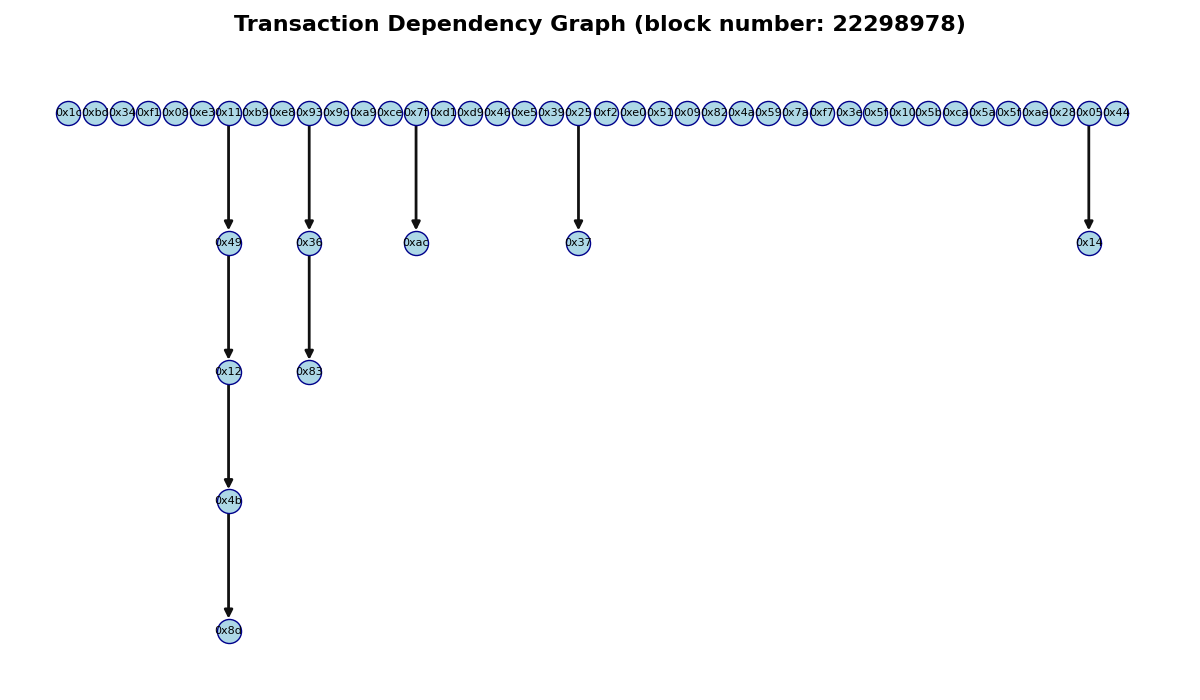 Transaction Dependency Graph (block number: 22298978)
0x1c 0xbd 0x34 0xf1 0x08 0xe3 0x11 0xb9 0xe8 0x93 0x9c 0xa9 0xce 0x7f 0xd1 0xd9 0x46 0xe5 0x39 0x25 0xf2 0xe0 0x51 0x09 0x82 0x4a 0x59 0x7a 0xf7 0x3e 0x5f 0x10 0x5b 0xca 0x5a 0x5f 0xae 0x28 0x05 0x44
0x49 0x36 0xac 0x37 0x14
0x12 0x83
0x4b